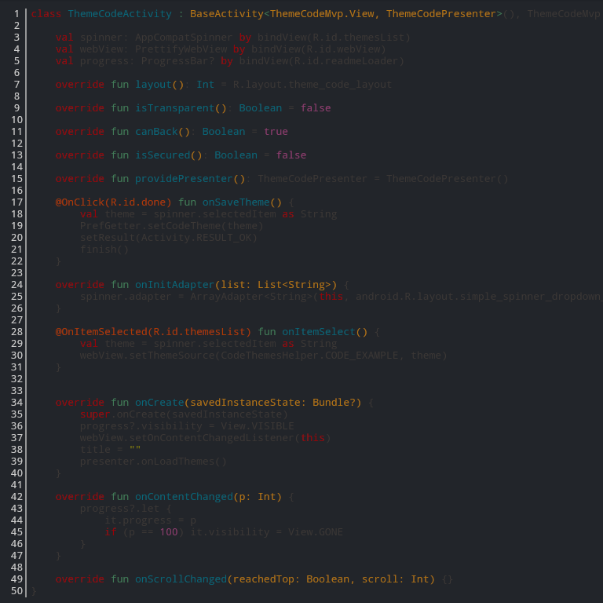 1 class ThemeCodeActivity : BaseActivity<ThemeCodeMvp.View, ThemeCodePresenter>(), ThemeCodeMvp
2
3 val spinner: AppCompatSpinner by bindView(R.id.themesList)
4 val webView: PrettifyWebView by bindView(R.id.webView)
5 val progress: ProgressBar? by bindView(R.id.readmeLoader)
6
7 override fun layout(): Int = R.layout.theme_code_layout
8
9 override fun isTransparent(): Boolean = false
10
11 override fun canBack(): Boolean = true
12
13 override fun isSecured(): Boolean = false
14
15 override fun providePresenter(): ThemeCodePresenter = ThemeCodePresenter()
16
17 @OnClick(R.id.done) fun onSaveTheme() {
18 val theme = spinner.selectedItem as String
19 PrefGetter.setCodeTheme(theme)
20 setResult(Activity.RESULT_OK)
21 finish()
22 }
23
24 override fun onInitAdapter(list: List<String>) {
25 spinner.adapter = ArrayAdapter<String>(this, android.R.layout.simple_spinner_dropdown
26 }
27
28 @OnItemSelected(R.id.themesList) fun onItemSelect() {
29 val theme = spinner.selectedItem as String
30 webView.setThemeSource(CodeThemesHelper.CODE_EXAMPLE, theme)
31 }
32
33
34 override fun onCreate(savedInstanceState: Bundle?) {
35 super.onCreate(savedInstanceState)
36 progress?.visibility = View.VISIBLE
37 webView.setOnContentChangedListener(this)
38 title = ""
39 presenter.onLoadThemes()
40 }
41
42 override fun onContentChanged(p: Int) {
43 progress?.let {
44 it.progress = p
45 if (p == 100) it.visibility = View.GONE
46 }
47 }
48
49 override fun onScrollChanged(reachedTop: Boolean, scroll: Int) {}
50 }